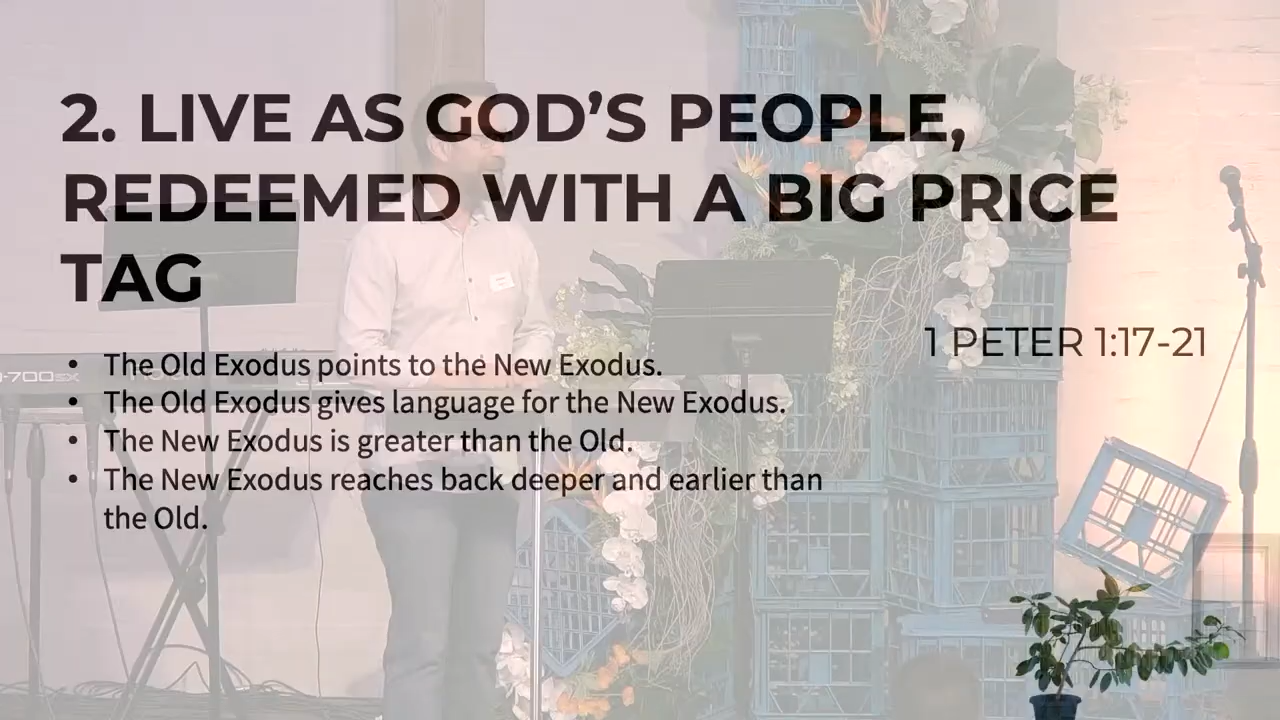 2. LIVE AS GOD’S PEOPLE,
REDEEMED WITH A BIG PRICE
TAG
1 PETER 1:17-21
• The Old Exodus points to the New Exodus.
• The Old Exodus gives language for the New Exodus.
• The New Exodus is greater than the Old.
• The New Exodus reaches back deeper and earlier than
the Old.
-700SX